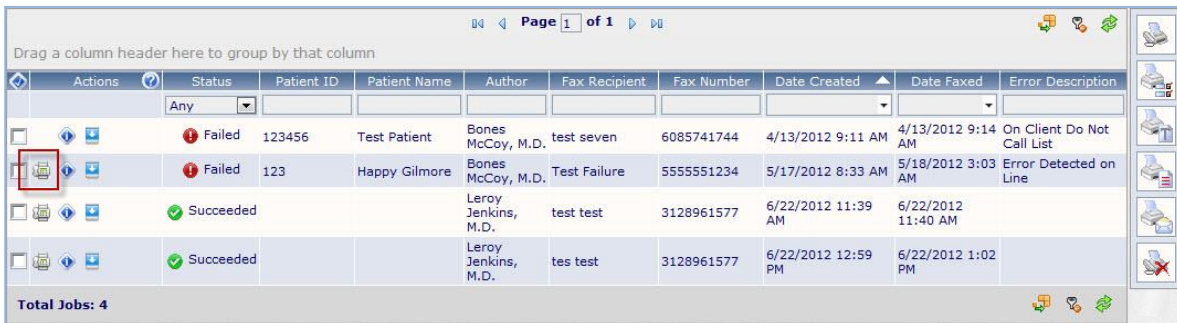 Page 1 of 1
Drag a column header here to group by that column
Actions Status Patient ID Patient Name Author Fax Recipient Fax Number Date Created Date Faxed Error Description
Any
Failed 123456 Test Patient Bones McCoy, M.D. test seven 6085741744 4/13/2012 9:11 AM 4/13/2012 9:14 AM On Client Do Not Call List
Failed 123 Happy Gilmore Bones McCoy, M.D. Test Failure 5555551234 5/17/2012 8:33 AM 5/18/2012 3:03 AM Error Detected on Line
Succeeded Leroy Jenkins, M.D. test test 3128961577 6/22/2012 11:39 AM 6/22/2012 11:40 AM
Succeeded Leroy Jenkins, M.D. tes test 3128961577 6/22/2012 12:59 PM 6/22/2012 1:02 PM
Total Jobs: 4